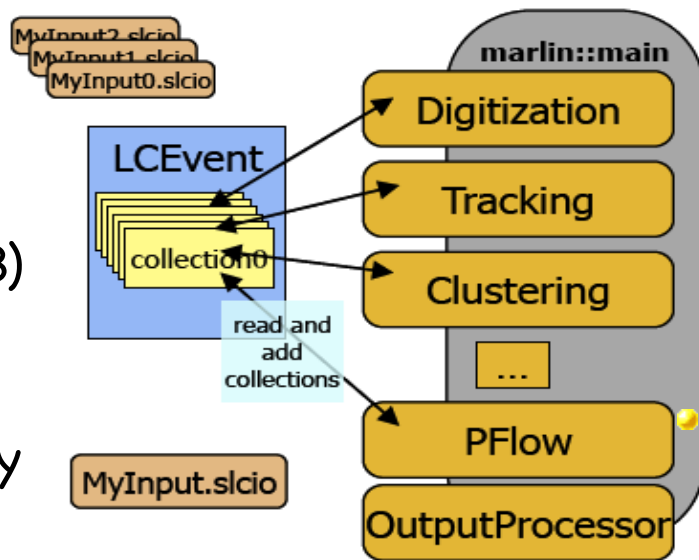 MyInput2.slcio
MyInput1.slcio
MyInput0.slcio
marlin::main
Digitization
LCEvent
Tracking
collection0
3)
Clustering
read and
add
collections
...
PFlow
y
MyInput.slcio
OutputProcessor